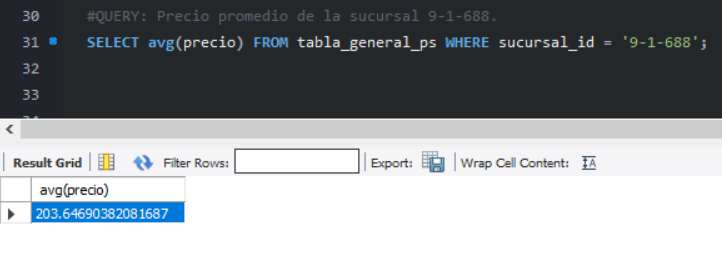 30 #QUERY: Precio promedio de la sucursal 9-1-688.
31 SELECT avg(precio) FROM tabla_general_ps WHERE sucursal_id = '9-1-688';
32
33
Result Grid Filter Rows: Export: Wrap Cell Content: IA
avg(precio)
203.64690382081687